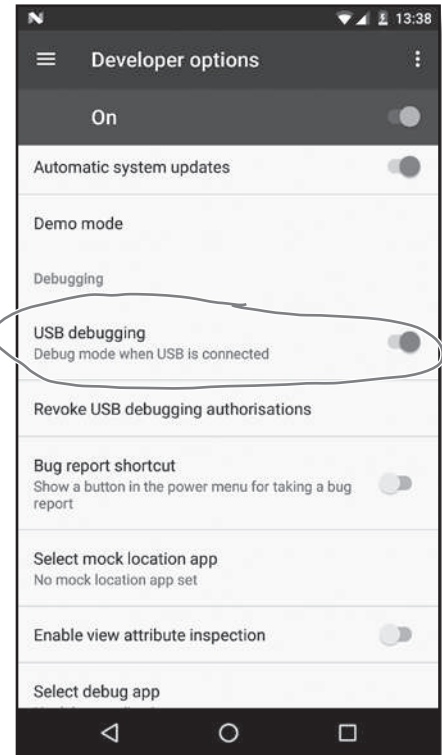 13:38
Developer options
On
Automatic system updates
Demo mode
Debugging
USB debugging
Debug mode when USB is connected
Revoke USB debugging authorisations
Bug report shortcut
Show a button in the power menu for taking a bug
report
Select mock location app
No mock location app set
Enable view attribute inspection
Select debug app